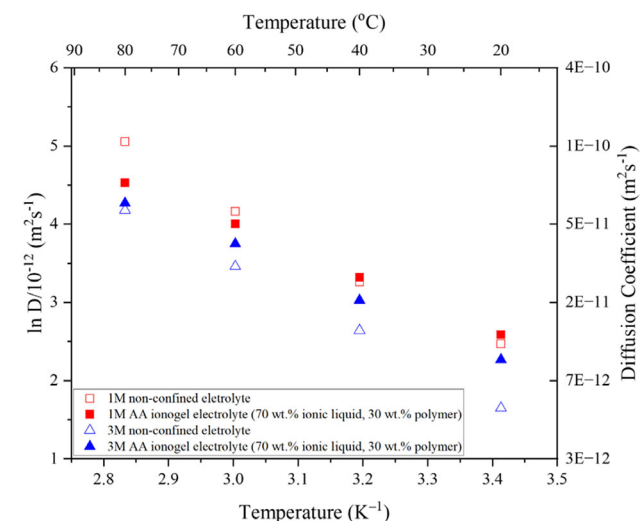 Temperature (°C)
90 80 70 60 50 40 30 20
6 4E−10
5 1E−10
4 5E−11
3 2E−11
2 7E−12
1 3E−12
ln D/10⁻¹² (m²s⁻¹)
Diffusion Coefficient (m²s⁻¹)
1M non-confined eletrolyte
1M AA ionogel electrolyte (70 wt.% ionic liquid, 30 wt.% polymer)
3M non-confined eletrolyte
3M AA ionogel electrolyte (70 wt.% ionic liquid, 30 wt.% polymer)
2.8 2.9 3.0 3.1 3.2 3.3 3.4 3.5
Temperature (K⁻¹)